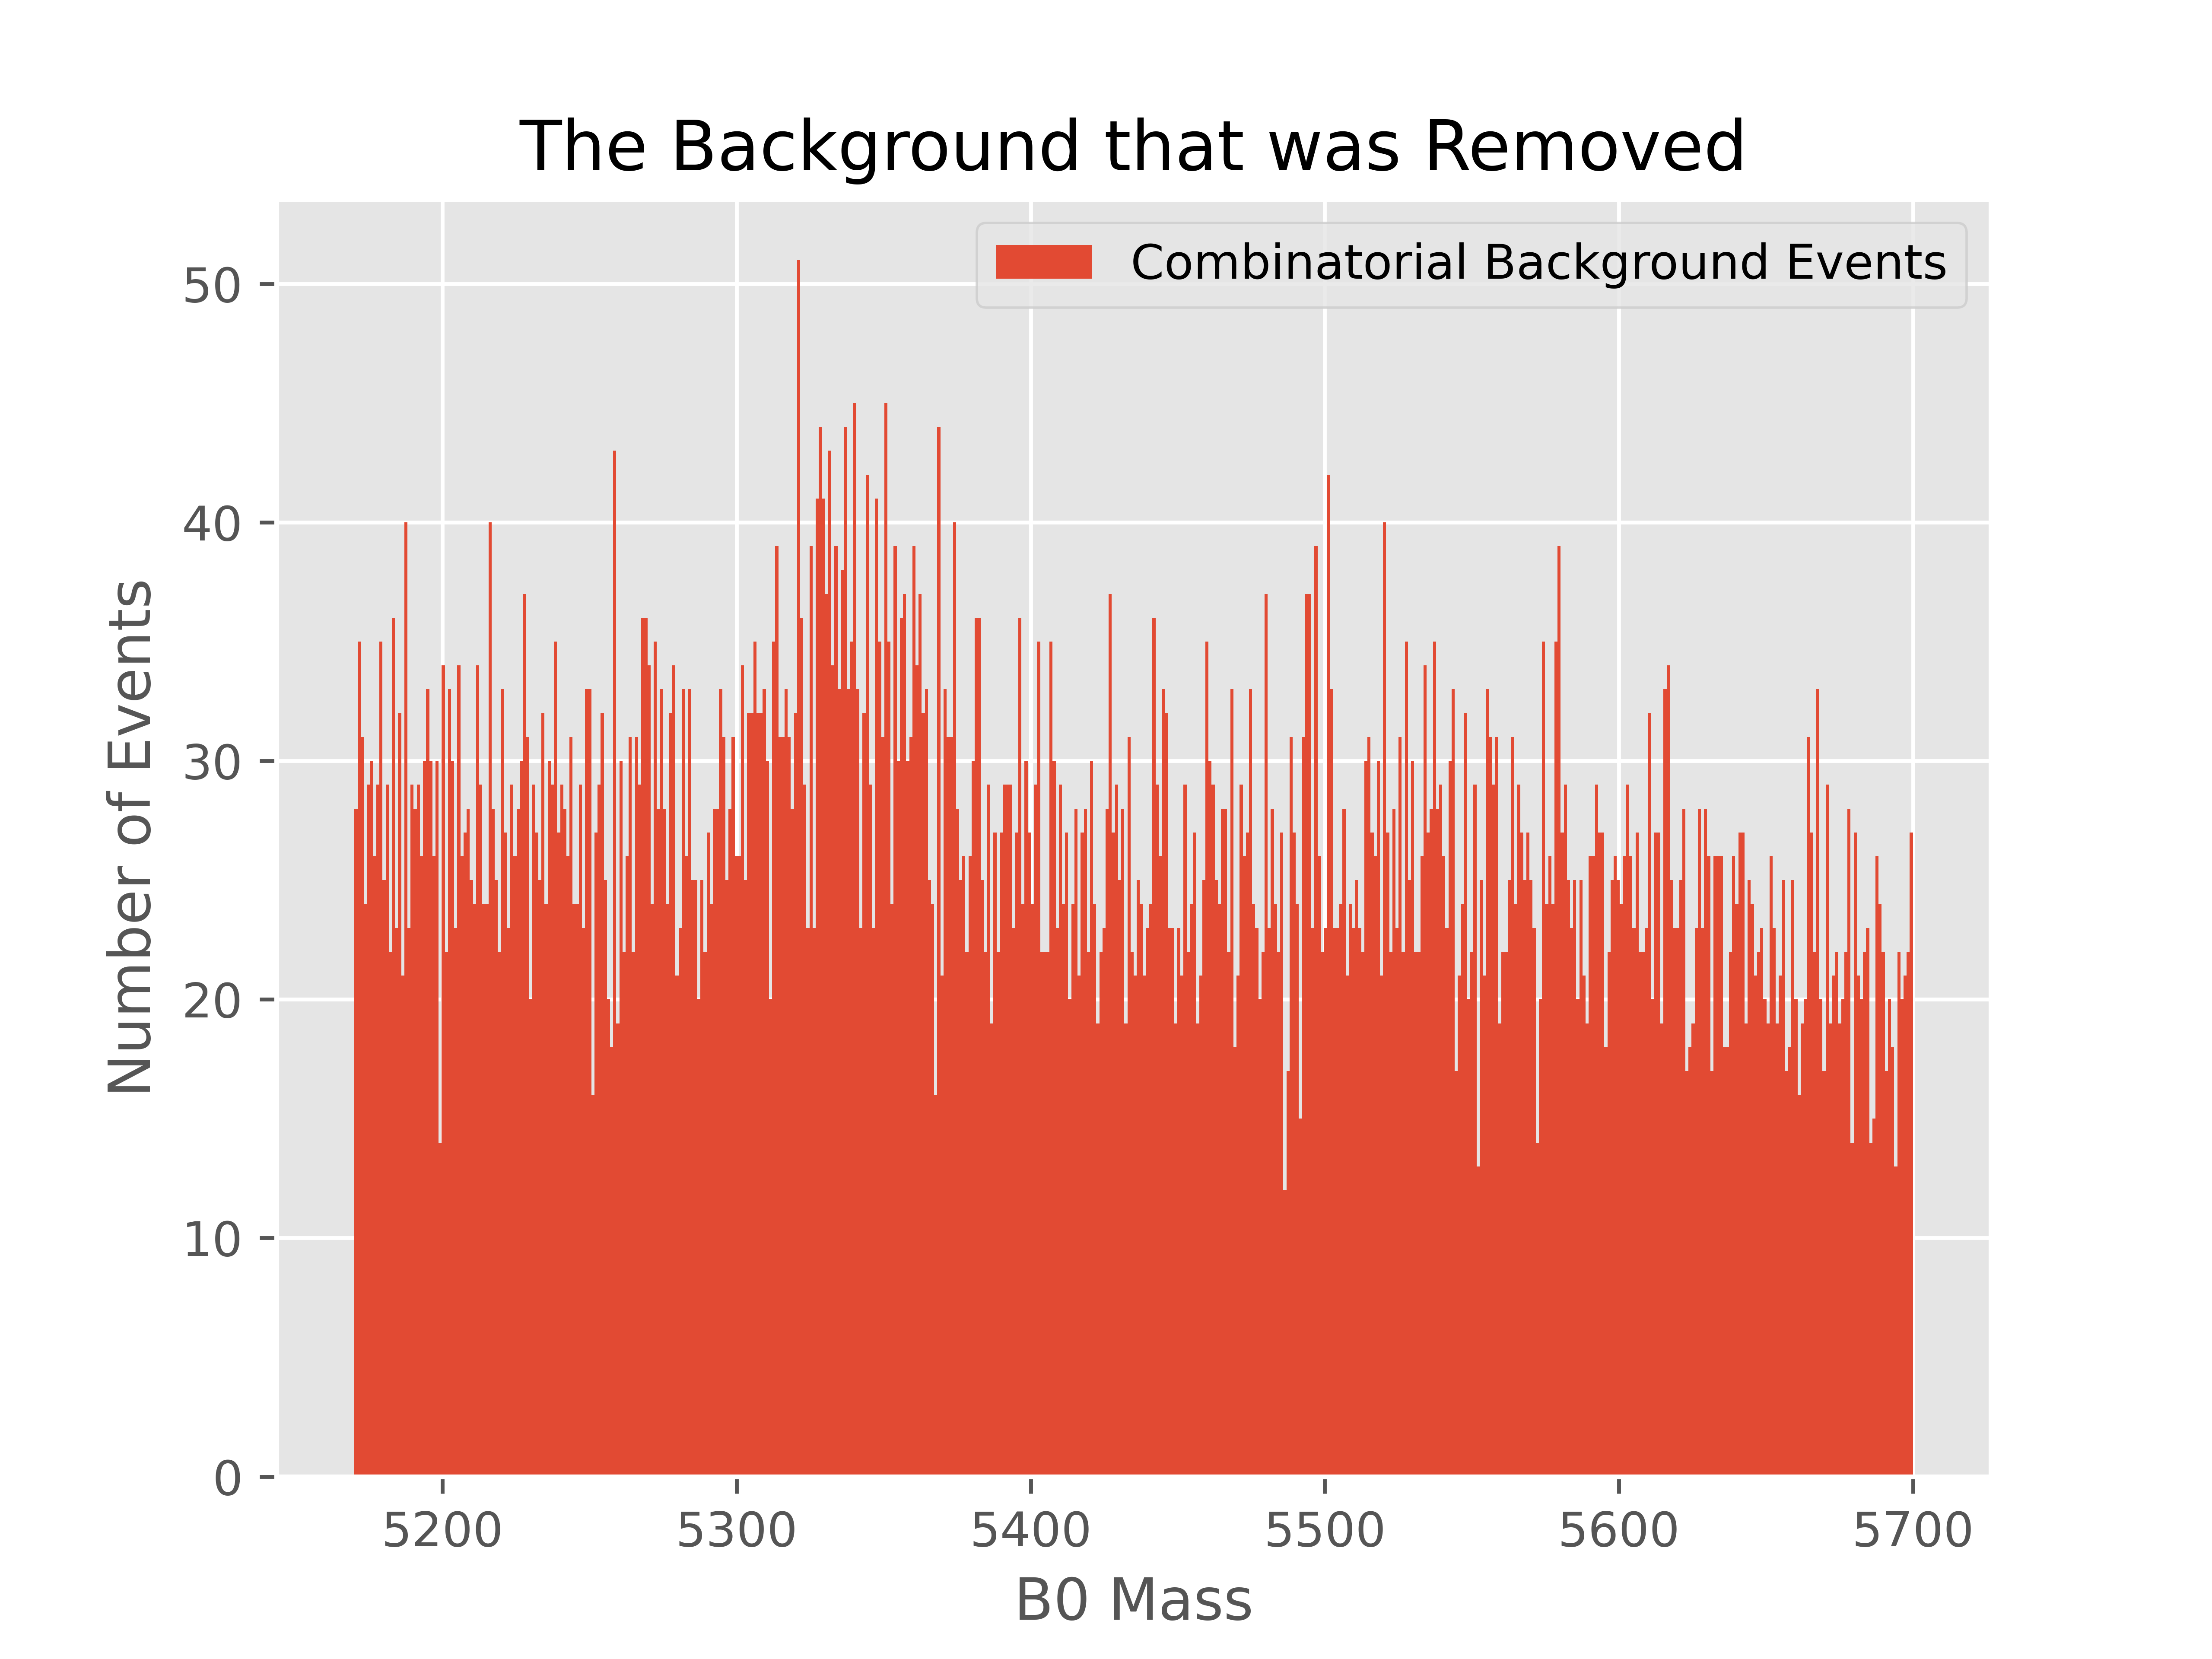 The Background that was Removed
Combinatorial Background Events
50
40
30
20
10
0
Number of Events
5200 5300 5400 5500 5600 5700
B0 Mass